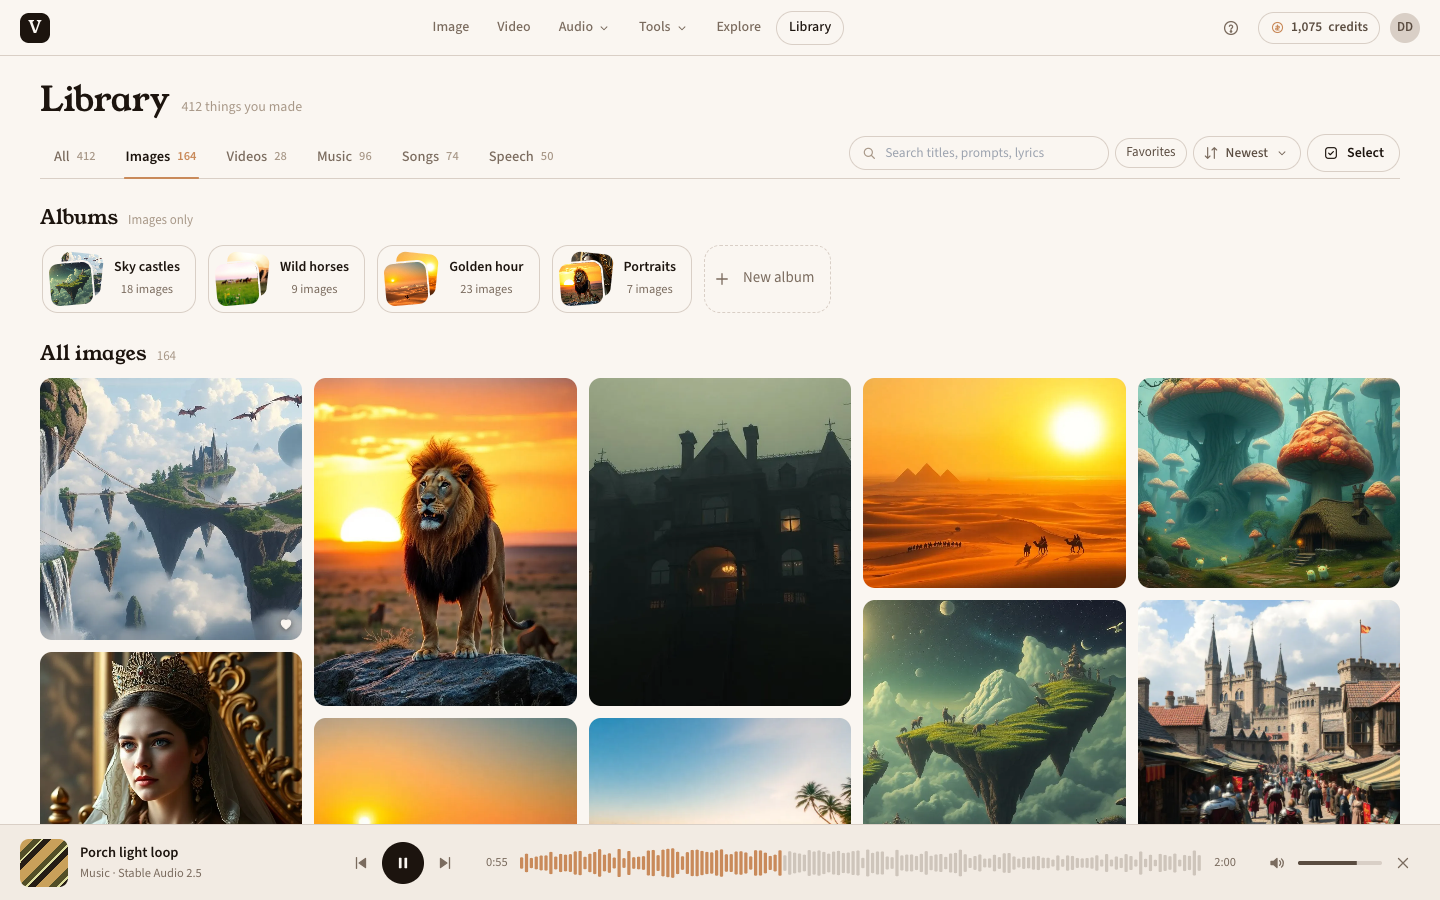 V
Image
Video
Audio
Tools
Explore
Library
1,075 credits
DD
Library
412 things you made
All 412
Images 164
Videos 28
Music 96
Songs 74
Speech 50
Search titles, prompts, lyrics
Favorites
Newest
Select
Albums
Images only
Sky castles
18 images
Wild horses
9 images
Golden hour
23 images
Portraits
7 images
New album
All images
164
Porch light loop
Music · Stable Audio 2.5
0:55
2:00